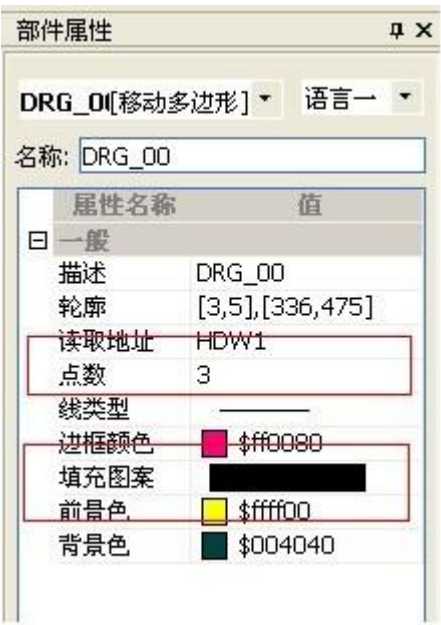 部件属性
DRG_0([移动多边形] 语言一
名称: DRG_00
属性名称 值
一般
描述 DRG_00
轮廓 [3,5],[336,475]
读取地址 HDW1
点数 3
线类型
边框颜色 $ff0080
填充图案
前景色 $ffff00
背景色 $004040